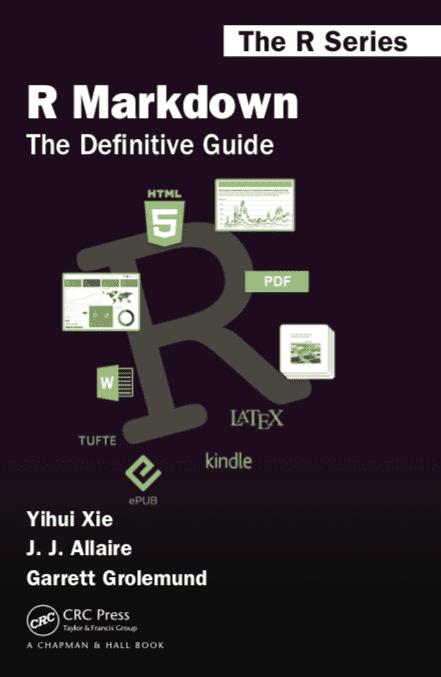 The R Series
R Markdown
The Definitive Guide
HTML
5
PDF
W
LATEX
TUFTE
kindle
ePUB
Yihui Xie
J. J. Allaire
Garrett Grolemund
CRC CRC Press
Taylor & Francis Group
A CHAPMAN & HALL BOOK